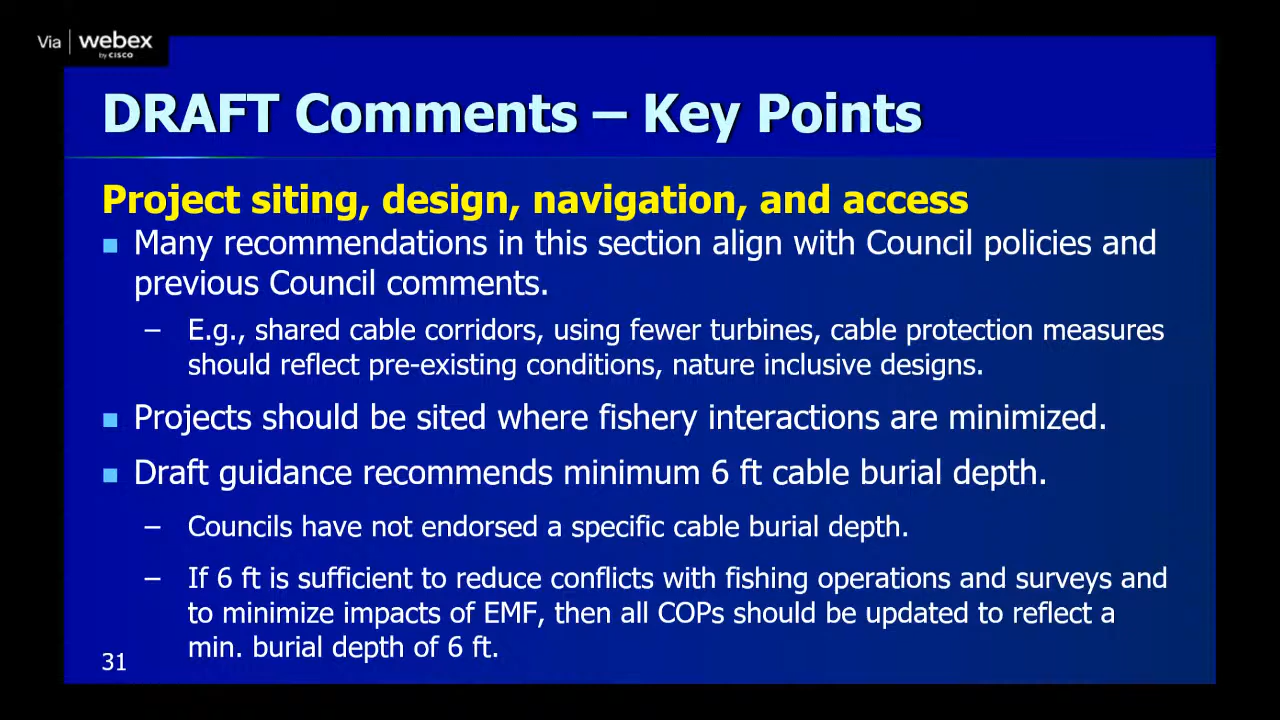 Via webex
by CISCO
DRAFT Comments – Key Points
Project siting, design, navigation, and access
Many recommendations in this section align with Council policies and
previous Council comments.
– E.g., shared cable corridors, using fewer turbines, cable protection measures
should reflect pre-existing conditions, nature inclusive designs.
Projects should be sited where fishery interactions are minimized.
Draft guidance recommends minimum 6 ft cable burial depth.
– Councils have not endorsed a specific cable burial depth.
– If 6 ft is sufficient to reduce conflicts with fishing operations and surveys and
to minimize impacts of EMF, then all COPs should be updated to reflect a
min. burial depth of 6 ft.
31